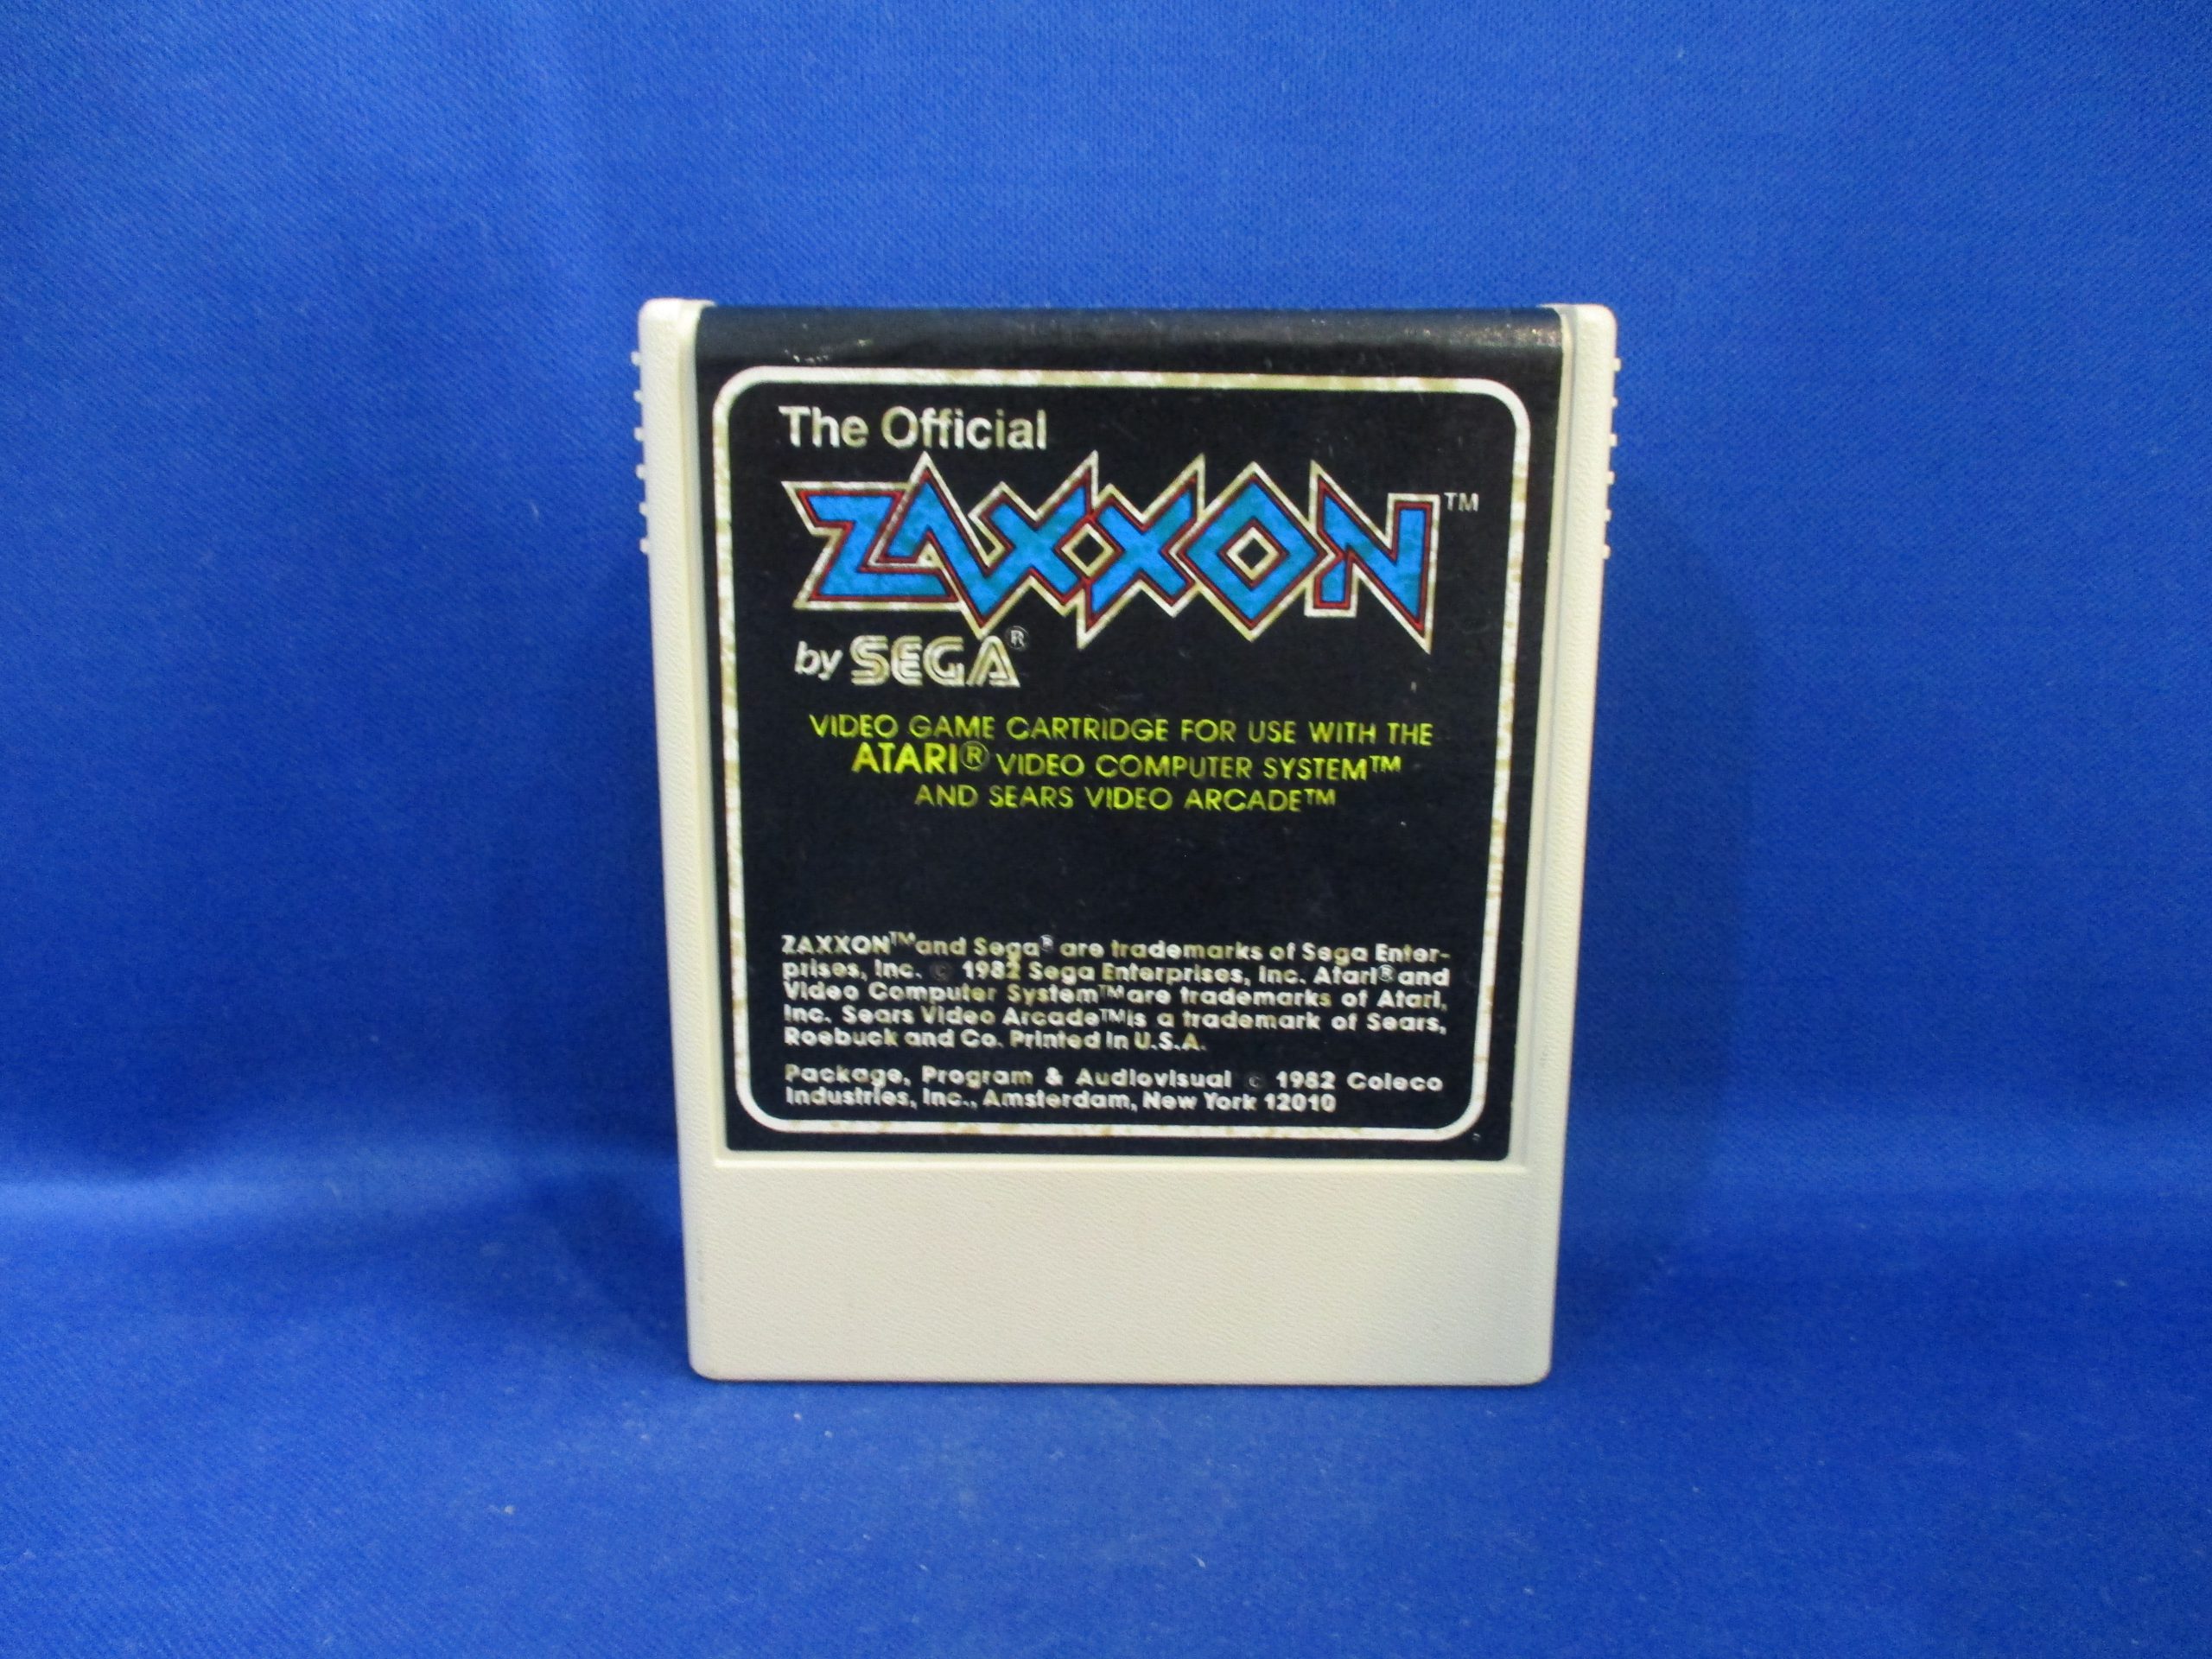 The Official
ZAXXON™
by SEGA®
VIDEO GAME CARTRIDGE FOR USE WITH THE
ATARI® VIDEO COMPUTER SYSTEM™
AND SEARS VIDEO ARCADE™
ZAXXON™ and Sega® are trademarks of Sega Enter-
prises, Inc. © 1982 Sega Enterprises, Inc. Atari® and
Video Computer System™ are trademarks of Atari,
Inc. Sears Video Arcade™ is a trademark of Sears,
Roebuck and Co. Printed in U.S.A.
Package, Program & Audiovisual © 1982 Coleco
Industries, Inc., Amsterdam, New York 12010